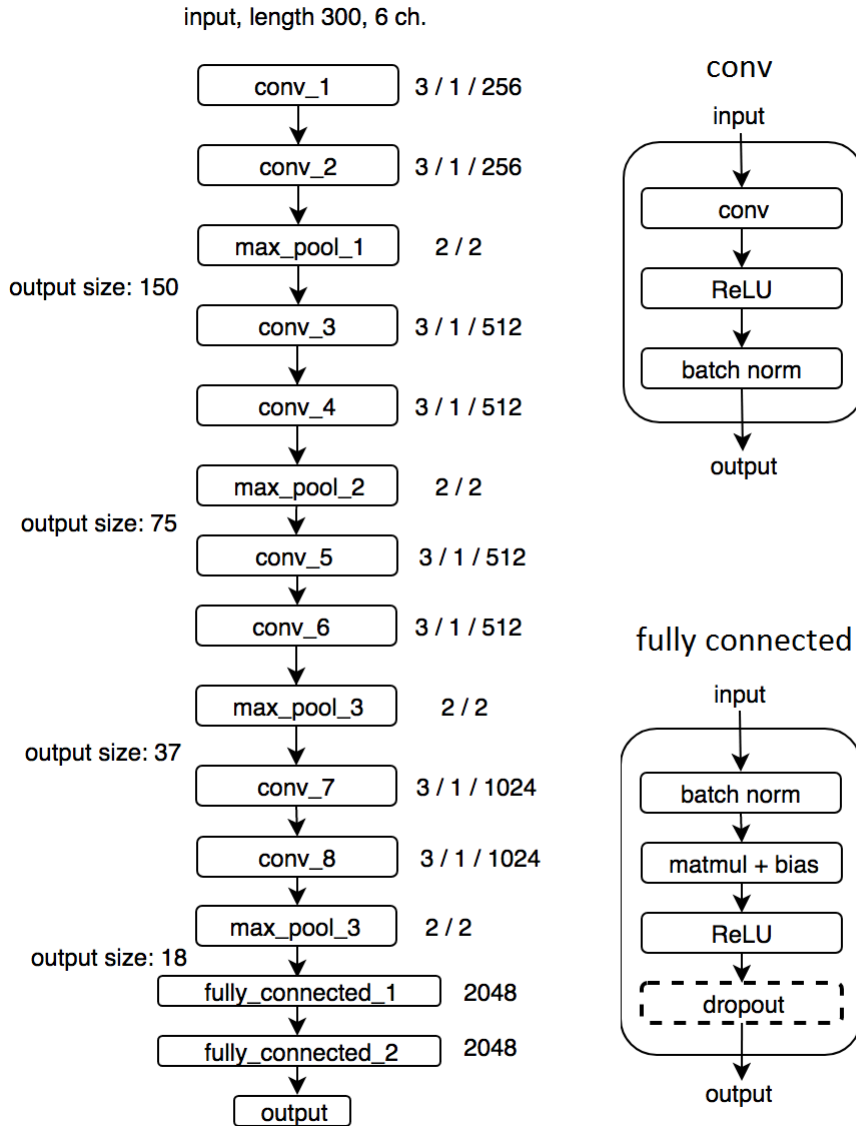 input, length 300, 6 ch.
conv_1 3 / 1 / 256
conv_2 3 / 1 / 256
max_pool_1 2 / 2
output size: 150
conv_3 3 / 1 / 512
conv_4 3 / 1 / 512
max_pool_2 2 / 2
output size: 75
conv_5 3 / 1 / 512
conv_6 3 / 1 / 512
max_pool_3 2 / 2
output size: 37
conv_7 3 / 1 / 1024
conv_8 3 / 1 / 1024
max_pool_3 2 / 2
output size: 18
fully_connected_1 2048
fully_connected_2 2048
output
conv
input
conv
ReLU
batch norm
output
fully connected
input
batch norm
matmul + bias
ReLU
dropout
output